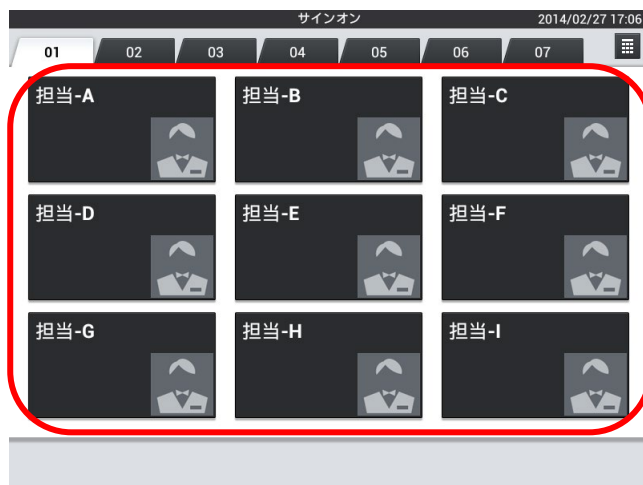 サインオン 2014/02/27 17:06
01 02 03 04 05 06 07
担当-A 担当-B 担当-C
担当-D 担当-E 担当-F
担当-G 担当-H 担当-I